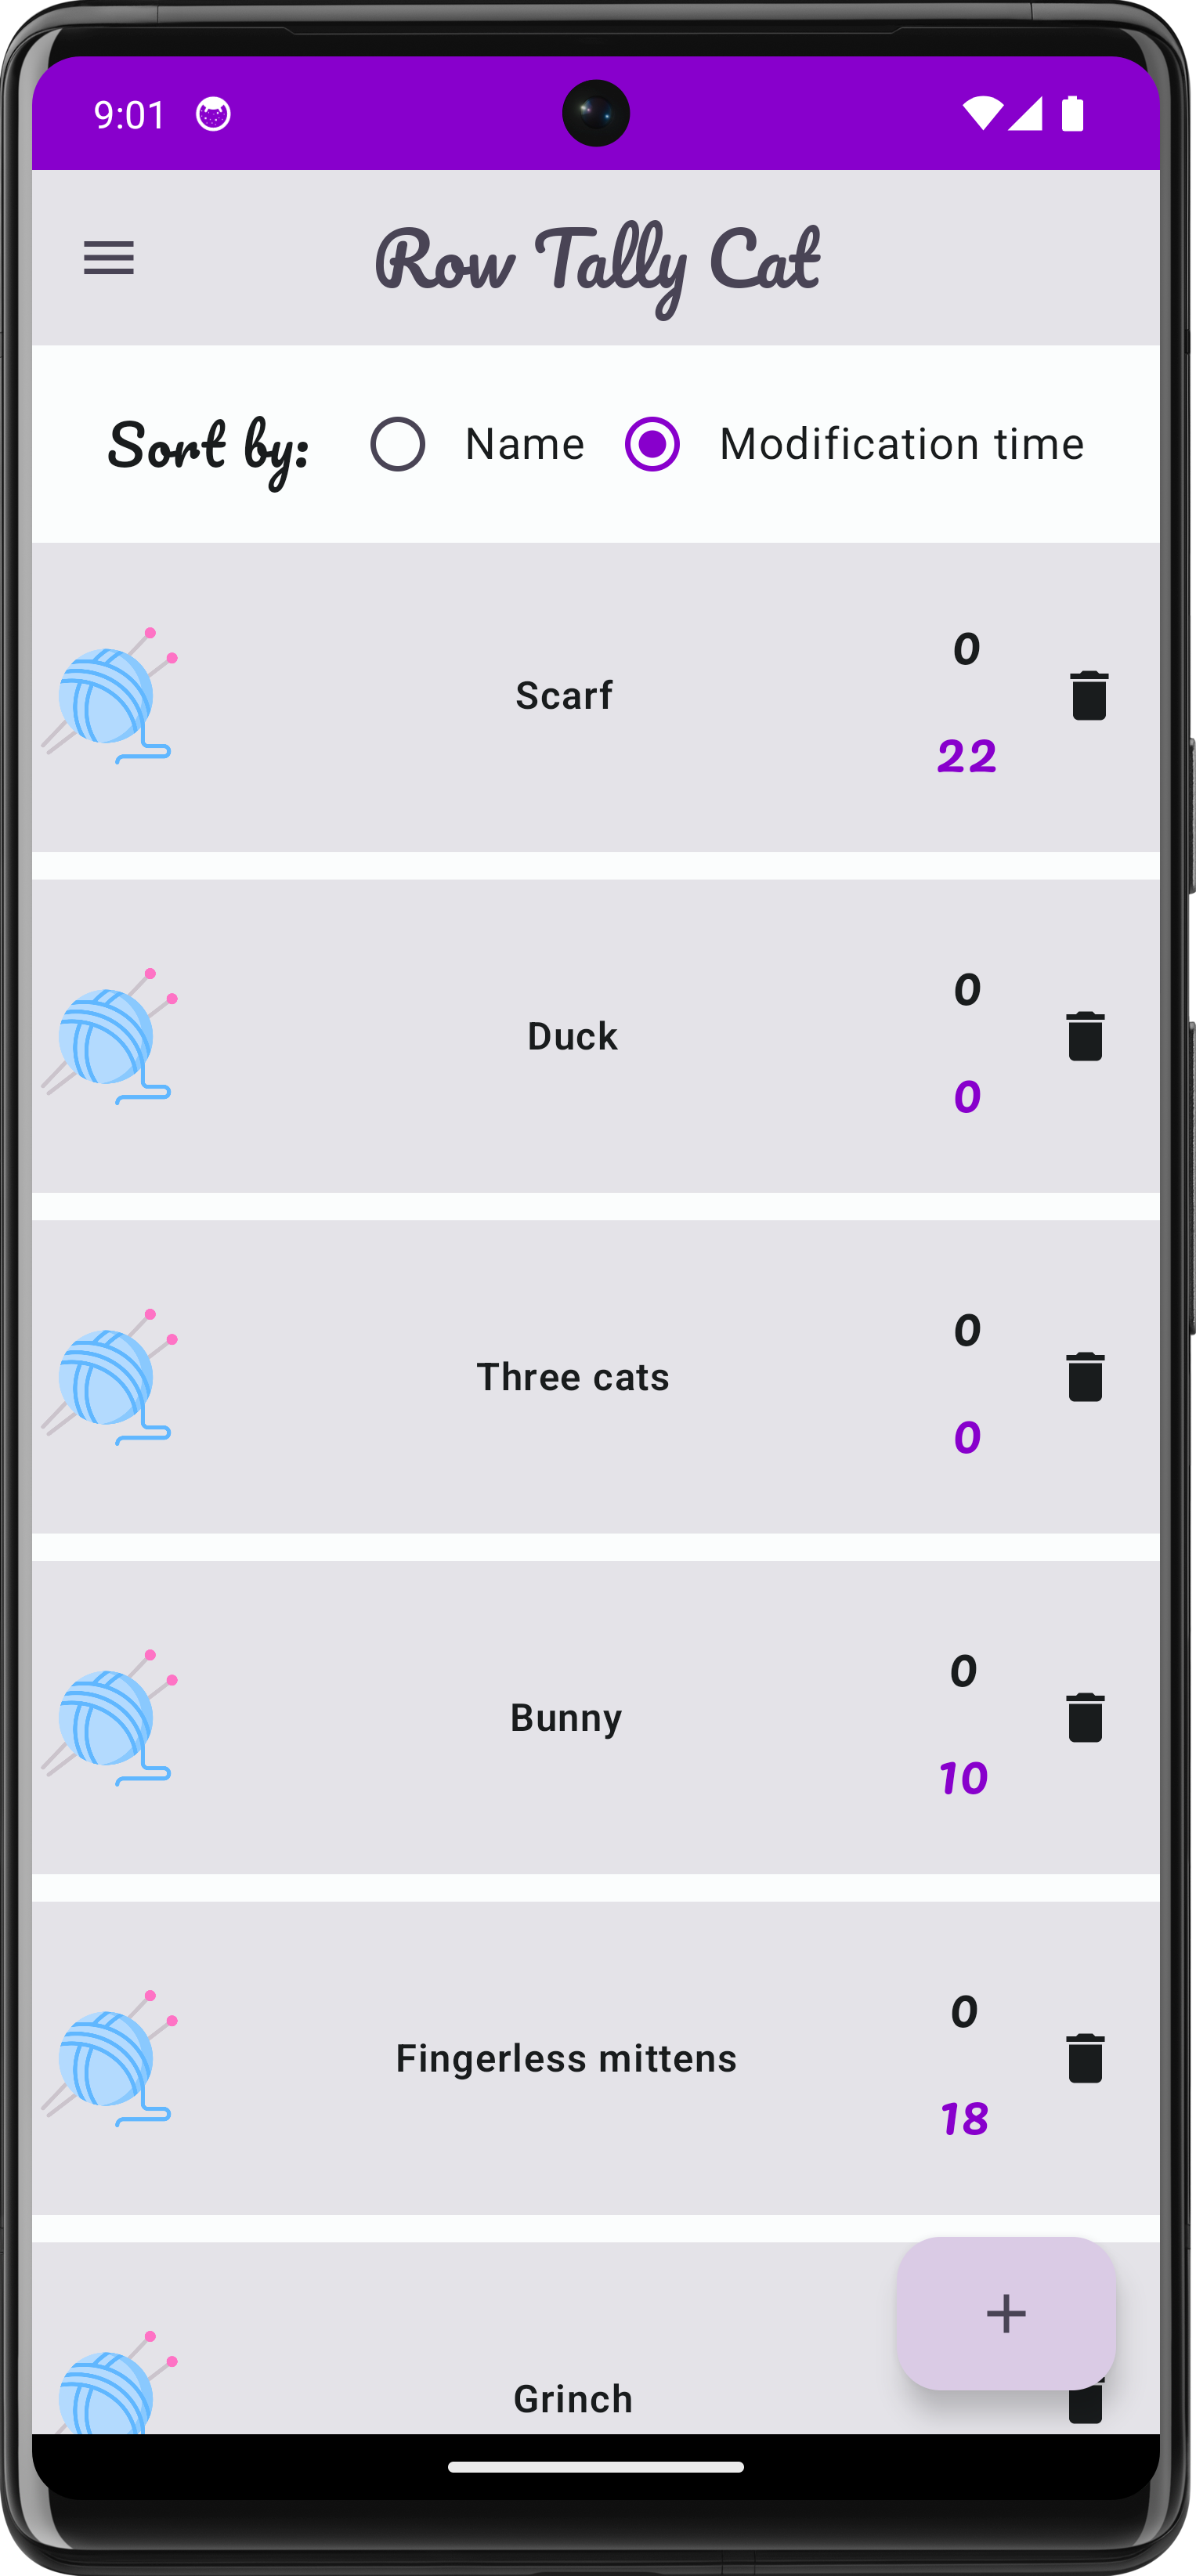 9:01
Row Tally Cat
Sort by: Name Modification time
0
Scarf
22
0
Duck
0
0
Three cats
0
0
Bunny
10
0
Fingerless mittens
18
Grinch
+